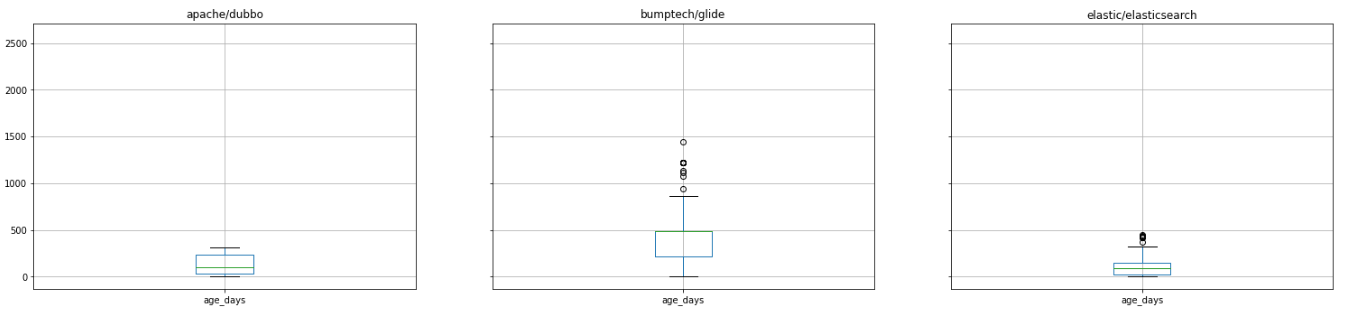 apache/dubbo
bumptech/glide
elastic/elasticsearch
2500
2000
1500
1000
500
0
age_days
age_days
age_days